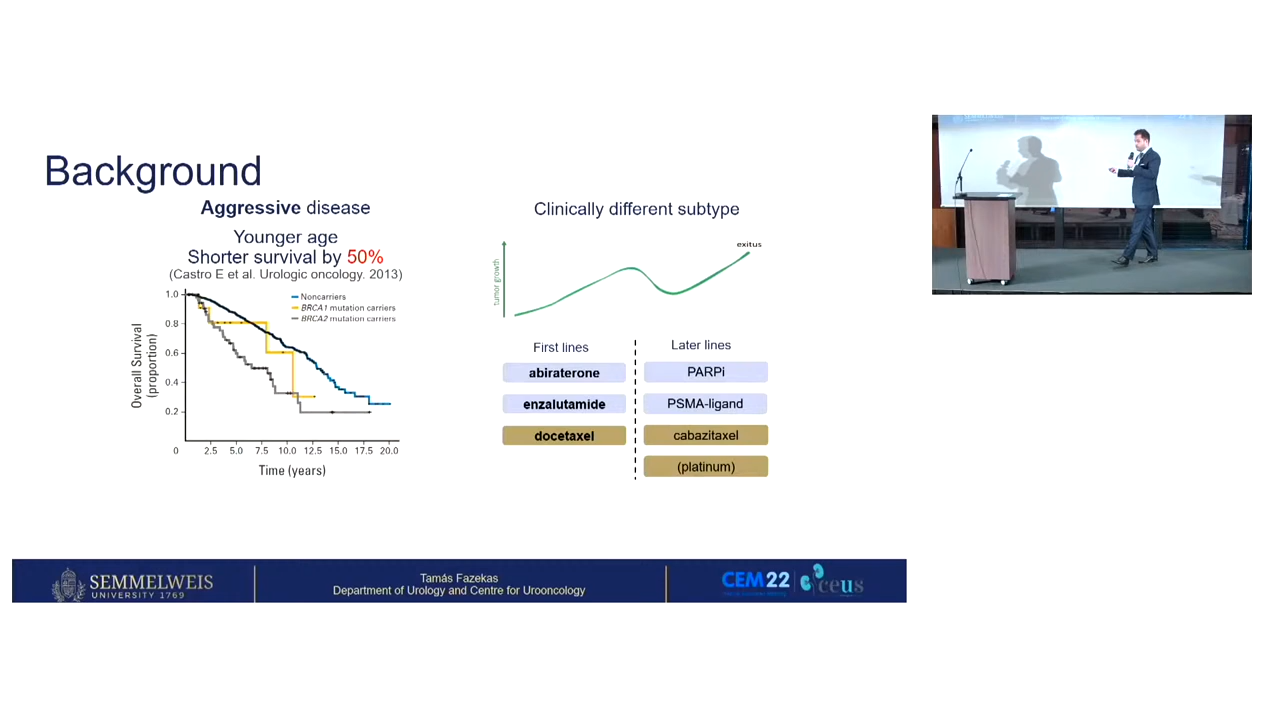 Background
Aggressive disease
Younger age
Shorter survival by 50%
(Castro E et al. Urologic oncology. 2013)
Overall Survival
(proportion)
1.0
0.8
0.6
0.4
0.2
0 2.5 5.0 7.5 10.0 12.5 15.0 17.5 20.0
Time (years)
Noncarriers
BRCA1 mutation carriers
BRCA2 mutation carriers
Clinically different subtype
tumor growth
exitus
First lines
abiraterone
enzalutamide
docetaxel
Later lines
PARPi
PSMA-ligand
cabazitaxel
(platinum)
SEMMELWEIS
UNIVERSITY 1769
Tamás Fazekas
Department of Urology and Centre for Urooncology
CEM22
ceus
SEMMELWEIS